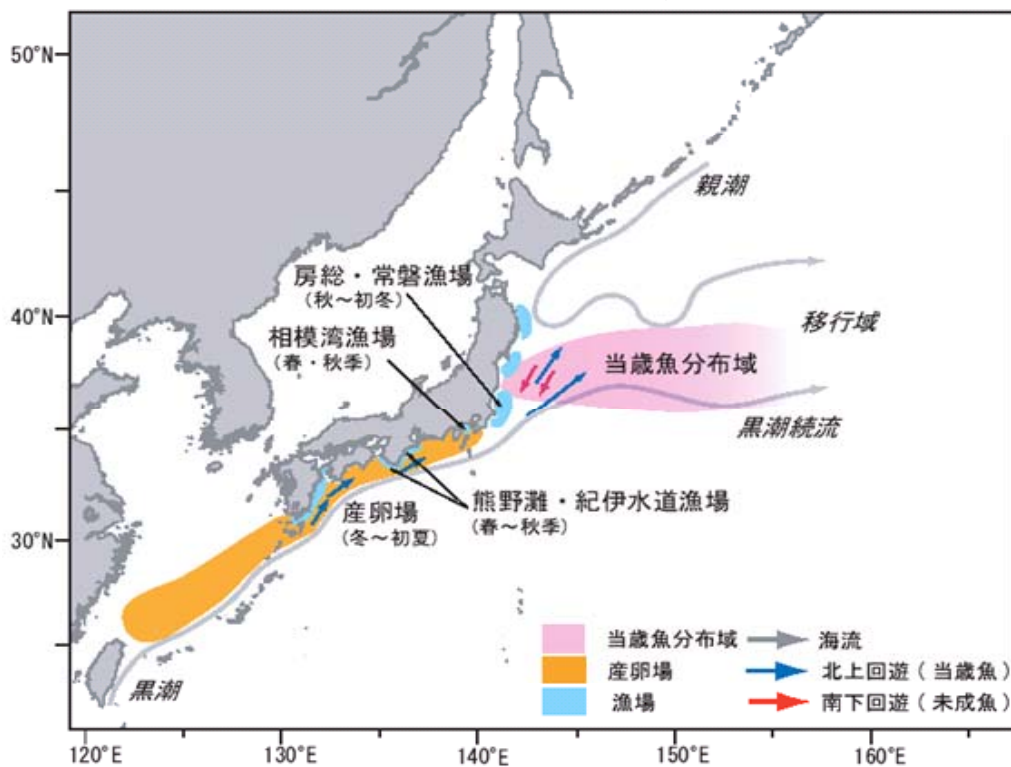 50°N
親潮
房総・常磐漁場
(秋～初冬)
40°N
移行域
相模湾漁場
(春・秋季)
当歳魚分布域
黒潮続流
熊野灘・紀伊水道漁場
(春～秋季)
産卵場
(冬～初夏)
30°N
当歳魚分布域
海流
産卵場
北上回遊(当歳魚)
漁場
南下回遊(未成魚)
黒潮
120°E
130°E
140°E
150°E
160°E